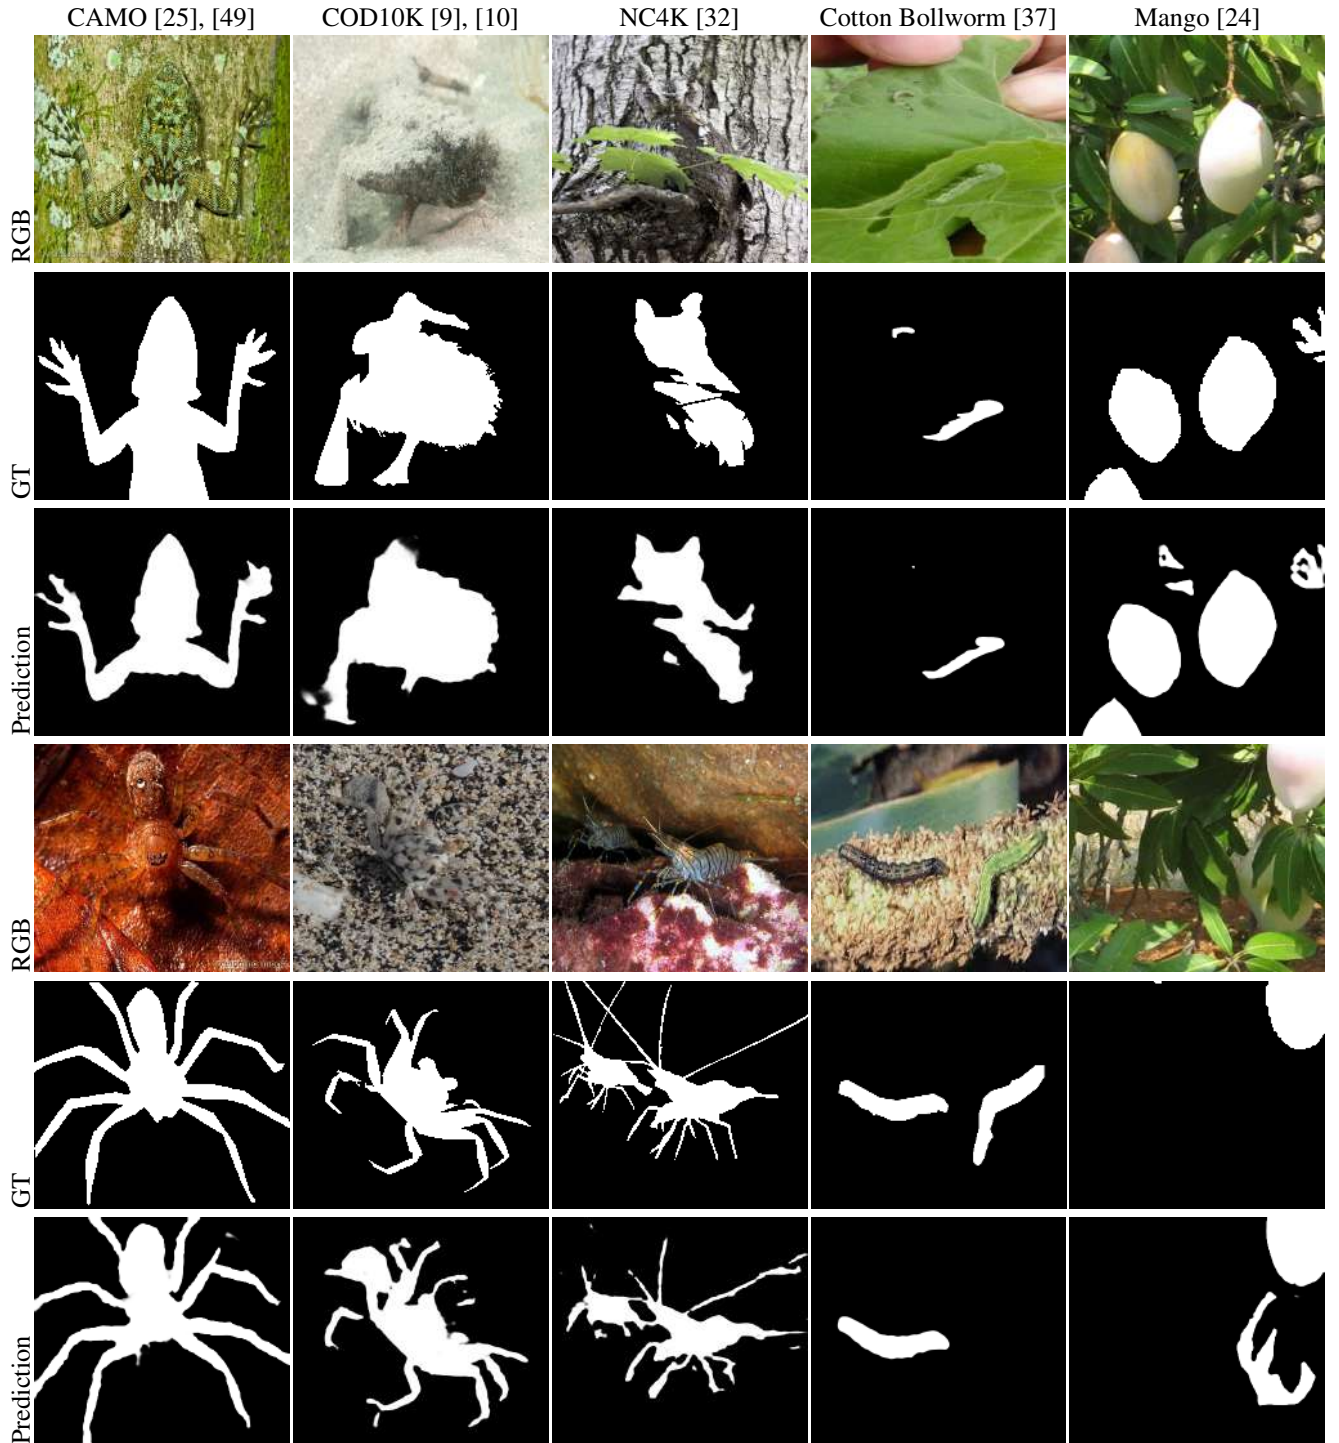 CAMO [25], [49] COD10K [9], [10] NC4K [32] Cotton Bollworm [37] Mango [24]
RGB
GT
Prediction
RGB
GT
Prediction